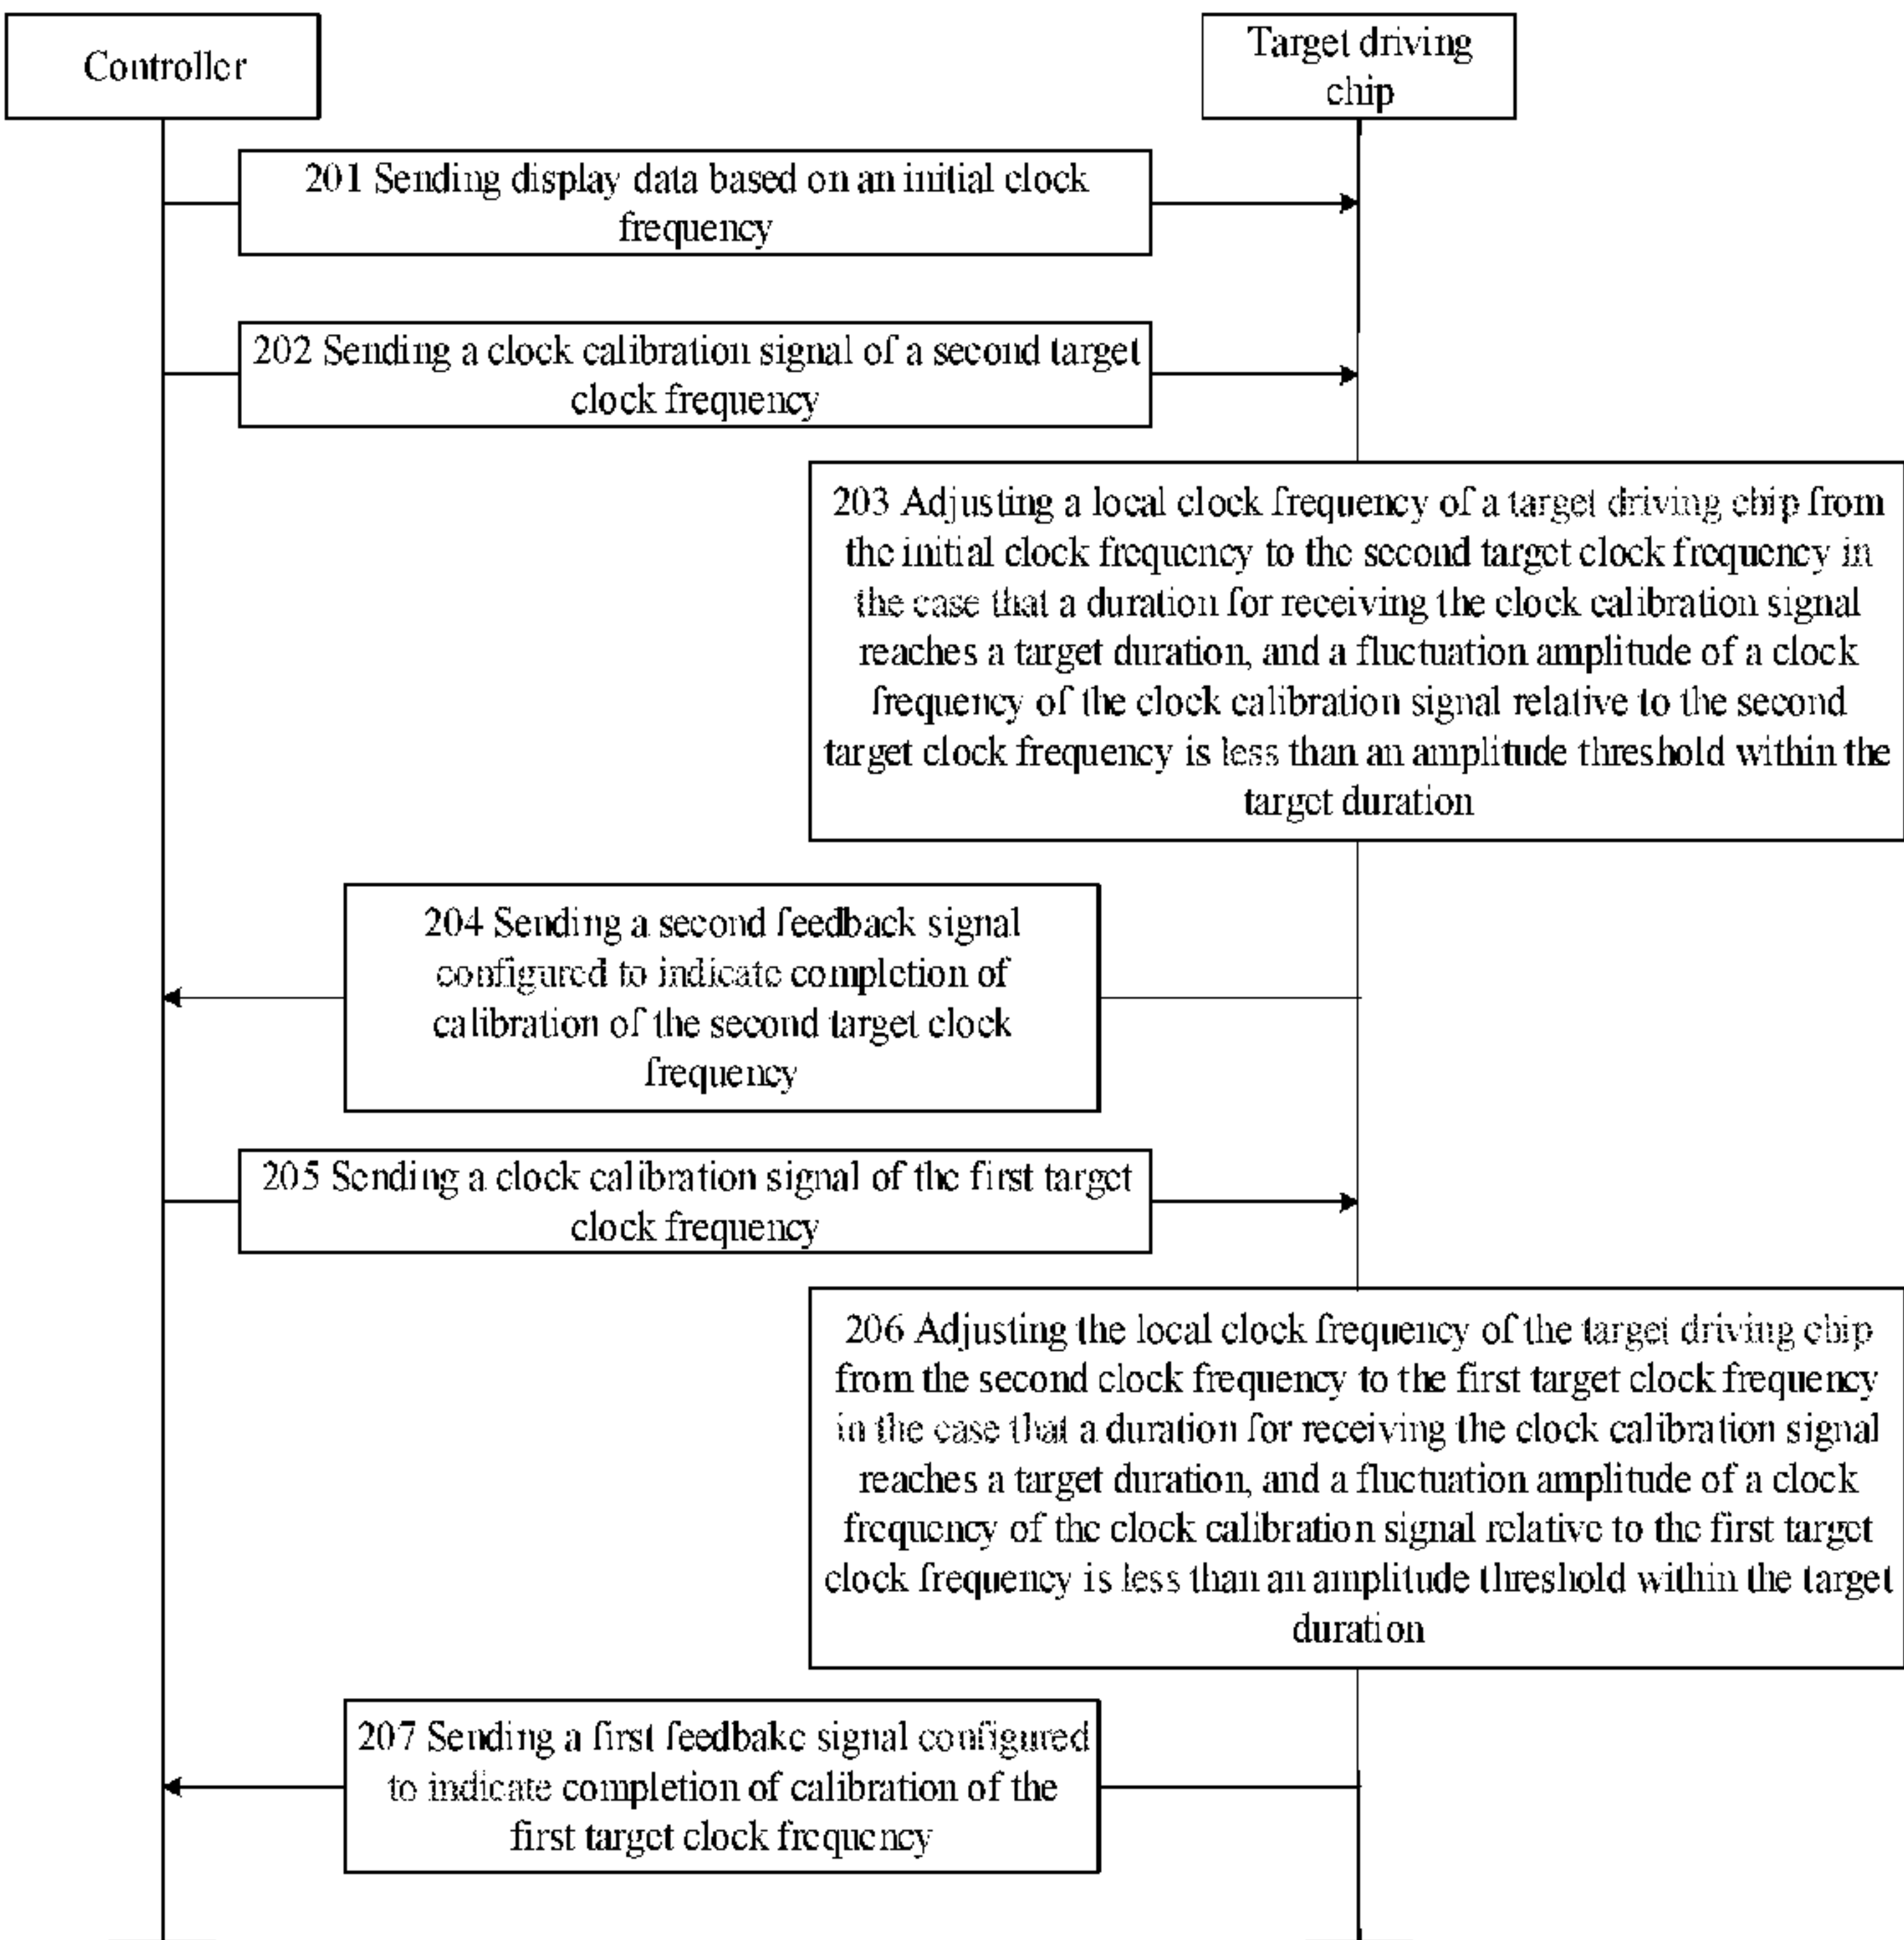 Controller
Target driving
chip
201 Sending display data based on an initial clock
frequency
202 Sending a clock calibration signal of a second target
clock frequency
203 Adjusting a local clock frequency of a target driving chip from
the initial clock frequency to the second target clock frequency in
the case that a duration for receiving the clock calibration signal
reaches a target duration, and a fluctuation amplitude of a clock
frequency of the clock calibration signal relative to the second
target clock frequency is less than an amplitude threshold within the
target duration
204 Sending a second feedback signal
configured to indicate completion of
calibration of the second target clock
frequency
205 Sending a clock calibration signal of the first target
clock frequency
206 Adjusting the local clock frequency of the target driving chip
from the second clock frequency to the first target clock frequency
in the case that a duration for receiving the clock calibration signal
reaches a target duration, and a fluctuation amplitude of a clock
frequency of the clock calibration signal relative to the first target
clock frequency is less than an amplitude threshold within the target
duration
207 Sending a first feedbakc signal configured
to indicate completion of calibration of the
first target clock frequency